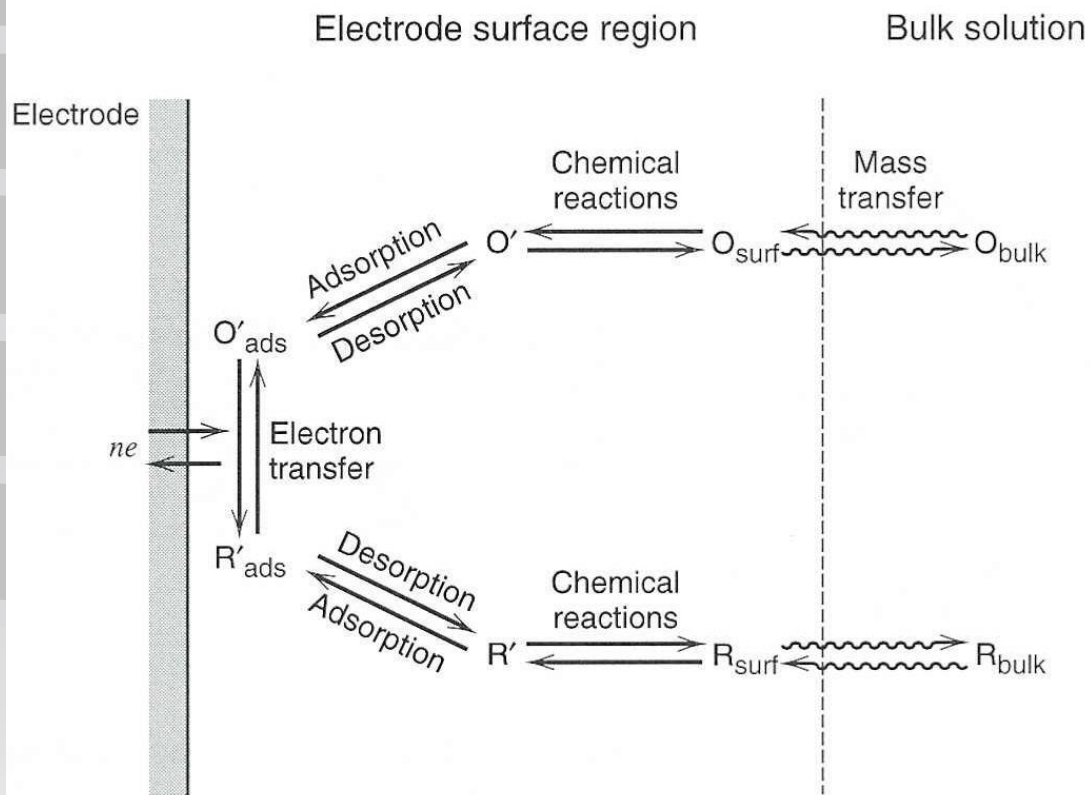 Electrode surface region
Bulk solution
Electrode
Chemical
reactions
Mass
transfer
Adsorption
Desorption
O′
O_surf
O_bulk
O′_ads
ne
Electron
transfer
R′_ads
Desorption
Adsorption
Chemical
reactions
R′
R_surf
R_bulk